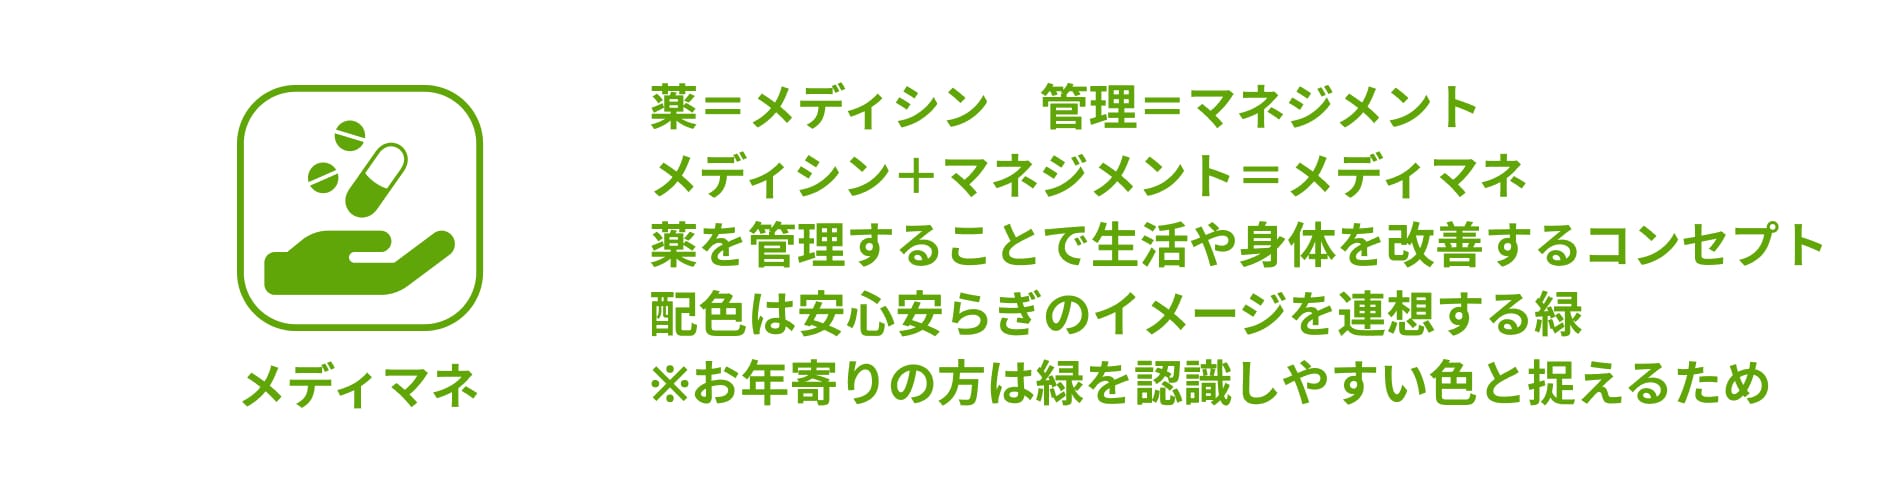 メディマネ
薬＝メディシン　管理＝マネジメント
メディシン＋マネジメント＝メディマネ
薬を管理することで生活や身体を改善するコンセプト
配色は安心安らぎのイメージを連想する緑
※お年寄りの方は緑を認識しやすい色と捉えるため